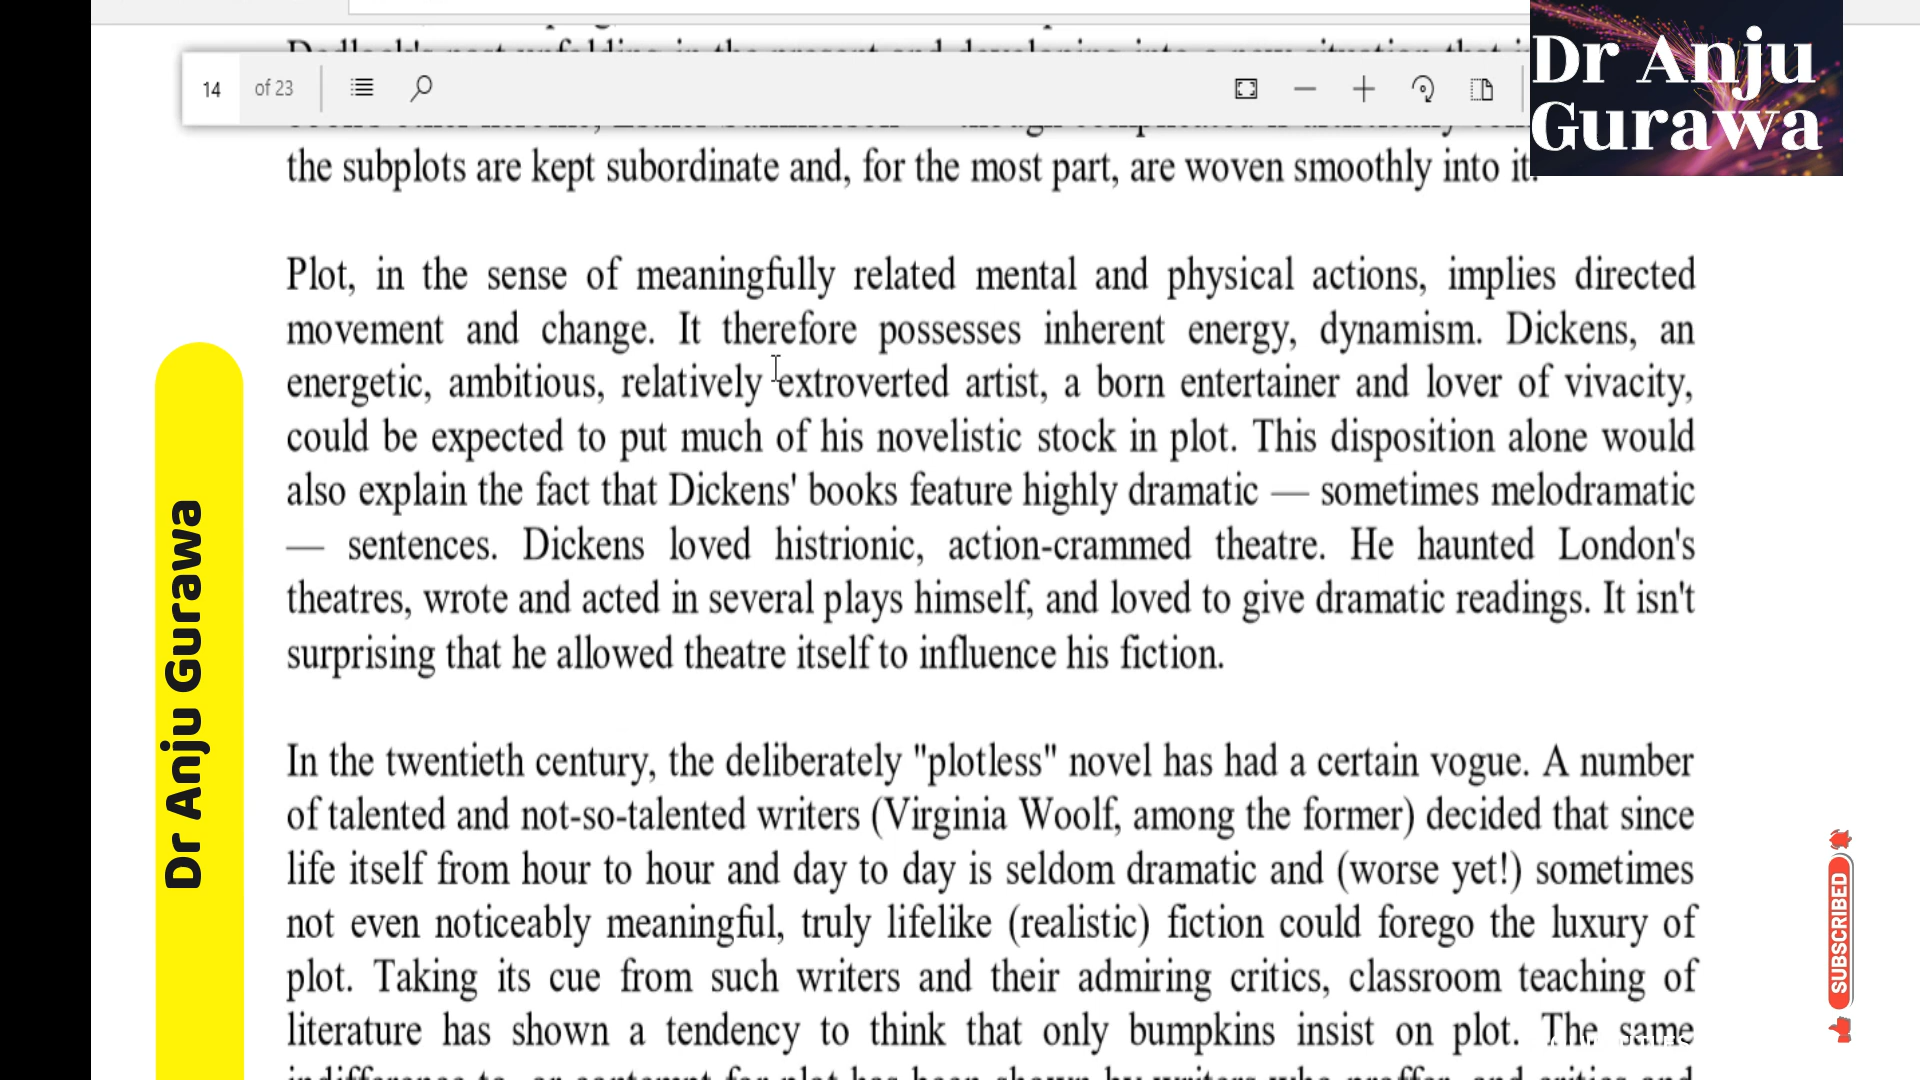 14 of 23
Dr Anju
Gurawa
the subplots are kept subordinate and, for the most part, are woven smoothly into it.
Plot, in the sense of meaningfully related mental and physical actions, implies directed
movement and change. It therefore possesses inherent energy, dynamism. Dickens, an
energetic, ambitious, relatively extroverted artist, a born entertainer and lover of vivacity,
could be expected to put much of his novelistic stock in plot. This disposition alone would
also explain the fact that Dickens' books feature highly dramatic — sometimes melodramatic
— sentences. Dickens loved histrionic, action-crammed theatre. He haunted London's
theatres, wrote and acted in several plays himself, and loved to give dramatic readings. It isn't
surprising that he allowed theatre itself to influence his fiction.
In the twentieth century, the deliberately "plotless" novel has had a certain vogue. A number
of talented and not-so-talented writers (Virginia Woolf, among the former) decided that since
life itself from hour to hour and day to day is seldom dramatic and (worse yet!) sometimes
not even noticeably meaningful, truly lifelike (realistic) fiction could forego the luxury of
plot. Taking its cue from such writers and their admiring critics, classroom teaching of
literature has shown a tendency to think that only bumpkins insist on plot. The same
Dr Anju Gurawa
SUBSCRIBED